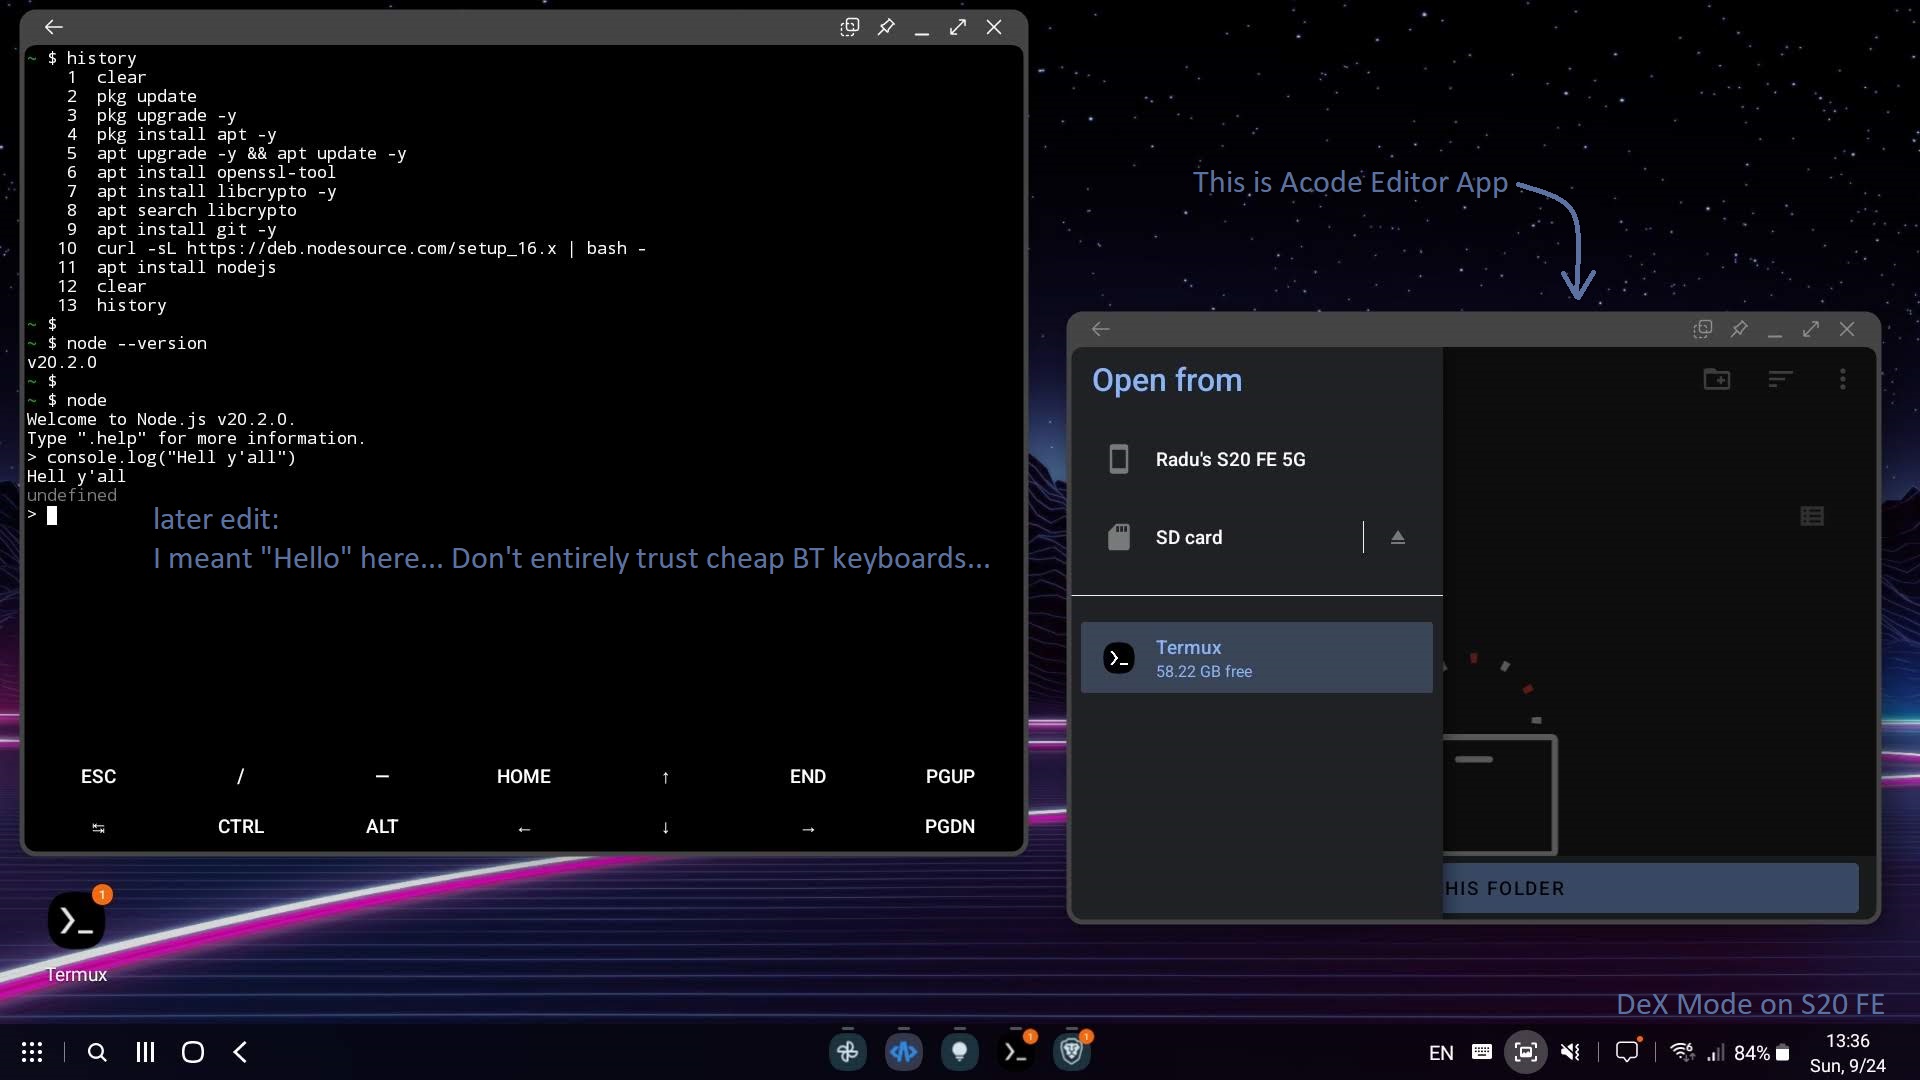 ~ $ history
1 clear
2 pkg update
3 pkg upgrade -y
4 pkg install apt -y
5 apt upgrade -y && apt update -y
6 apt install openssl-tool
7 apt install libcrypto -y
8 apt search libcrypto
9 apt install git -y
10 curl -sL https://deb.nodesource.com/setup_16.x | bash -
11 apt install nodejs
12 clear
13 history
~ $
~ $ node --version
v20.2.0
~ $
~ $ node
Welcome to Node.js v20.2.0.
Type ".help" for more information.
> console.log("Hell y'all")
Hell y'all
undefined
>
later edit:
I meant "Hello" here... Don't entirely trust cheap BT keyboards...
ESC / — HOME ↑ END PGUP
↹ CTRL ALT ← ↓ → PGDN
This is Acode Editor App
Open from
Radu's S20 FE 5G
SD card
Termux
58.22 GB free
HIS FOLDER
1
Termux
DeX Mode on S20 FE
1
1
EN
84%
13:36
Sun, 9/24